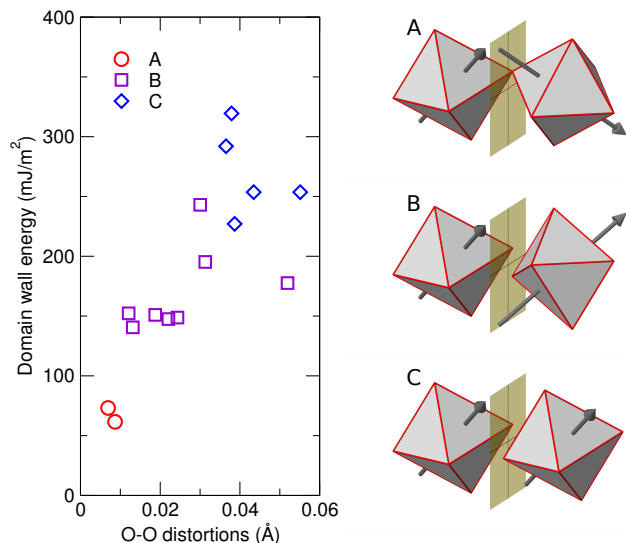 400
300
200
100
0
Domain wall energy (mJ/m²)
A
B
C
0
0.02
0.04
0.06
O-O distortions (Å)
A
B
C